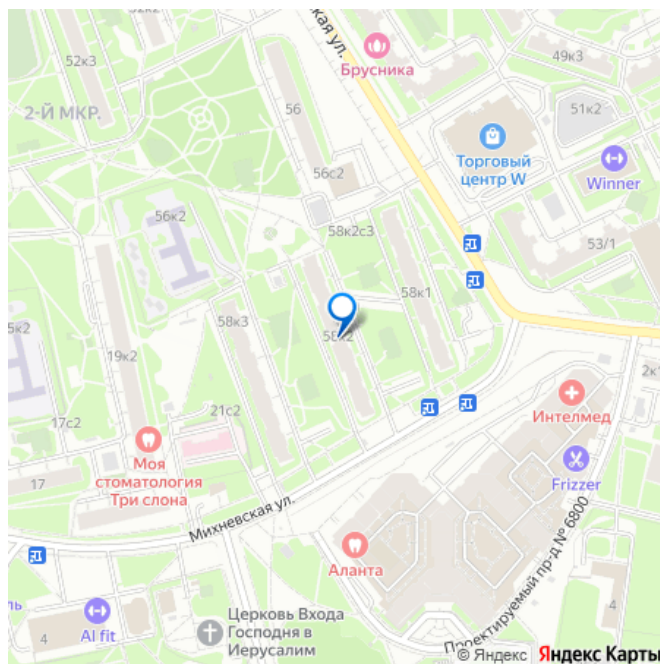 52к3
ская ул.
Брусника
49к3
2-Й МКР.
56
51к2
Торговый
центр W
56с2
Winner
56к2
58к2с3
53/1
58к1
58к3
58к2
5к2
19к2
2к1
21с2
Интелмед
17с2
Моя
стоматология
Три слона
17
Frizzer
Михневская ул.
Проектируемый пр-д № 6800
Аланта
ль
4
Al fit
Церковь Входа
Господня в
Иерусалим
4
© Яндекс Яндекс Карты